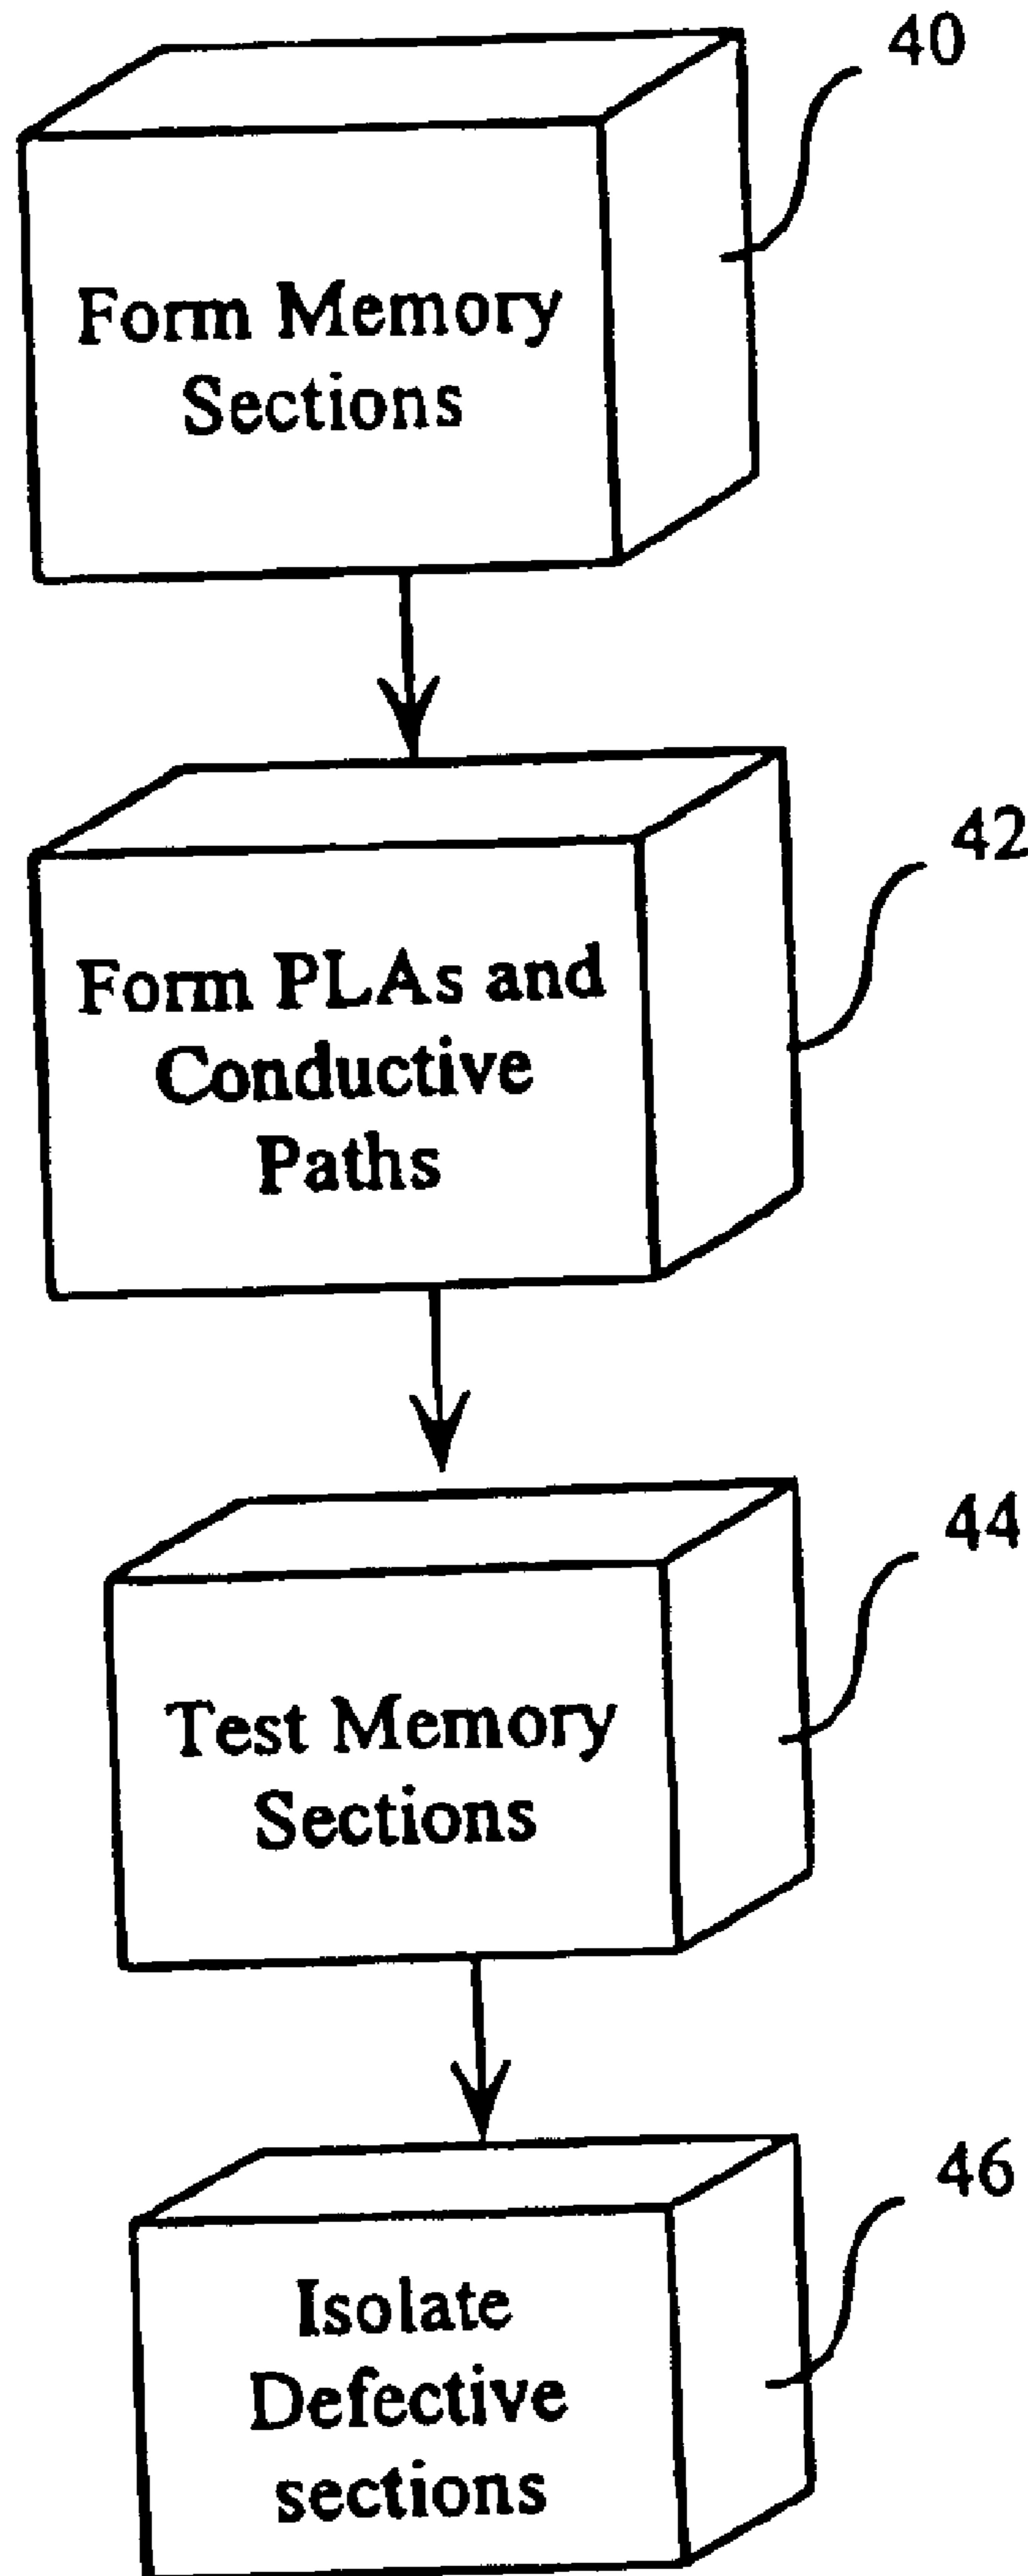 40
Form Memory
Sections
42
Form PLAs and
Conductive
Paths
44
Test Memory
Sections
46
Isolate
Defective
sections